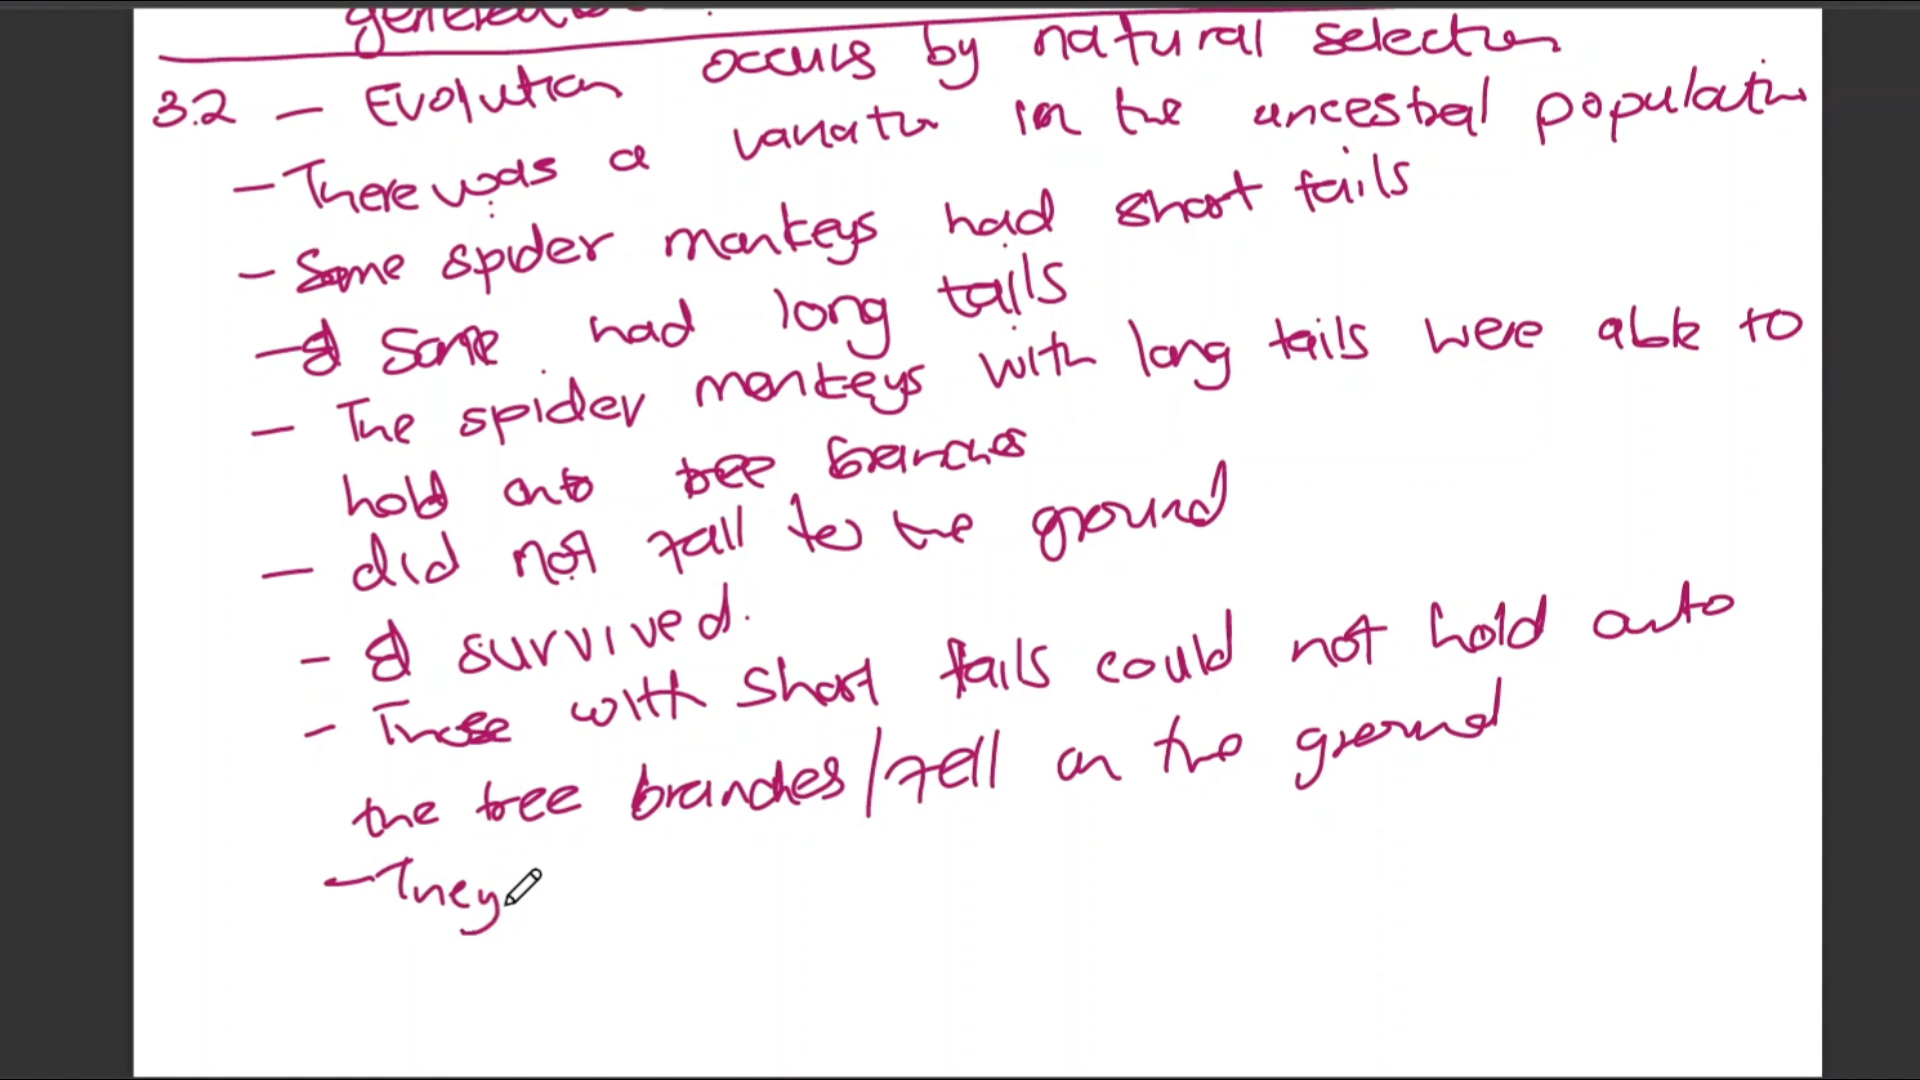 3.2 – Evolution occurs by natural selection
– There was a variation in the ancestral population
– Some spider monkeys had short tails
– & some had long tails
– The spider monkeys with long tails were able to
hold onto tree branches
– did not fall to the ground
– & survived.
– Those with short tails could not hold onto
the tree branches/fell on the ground
– They